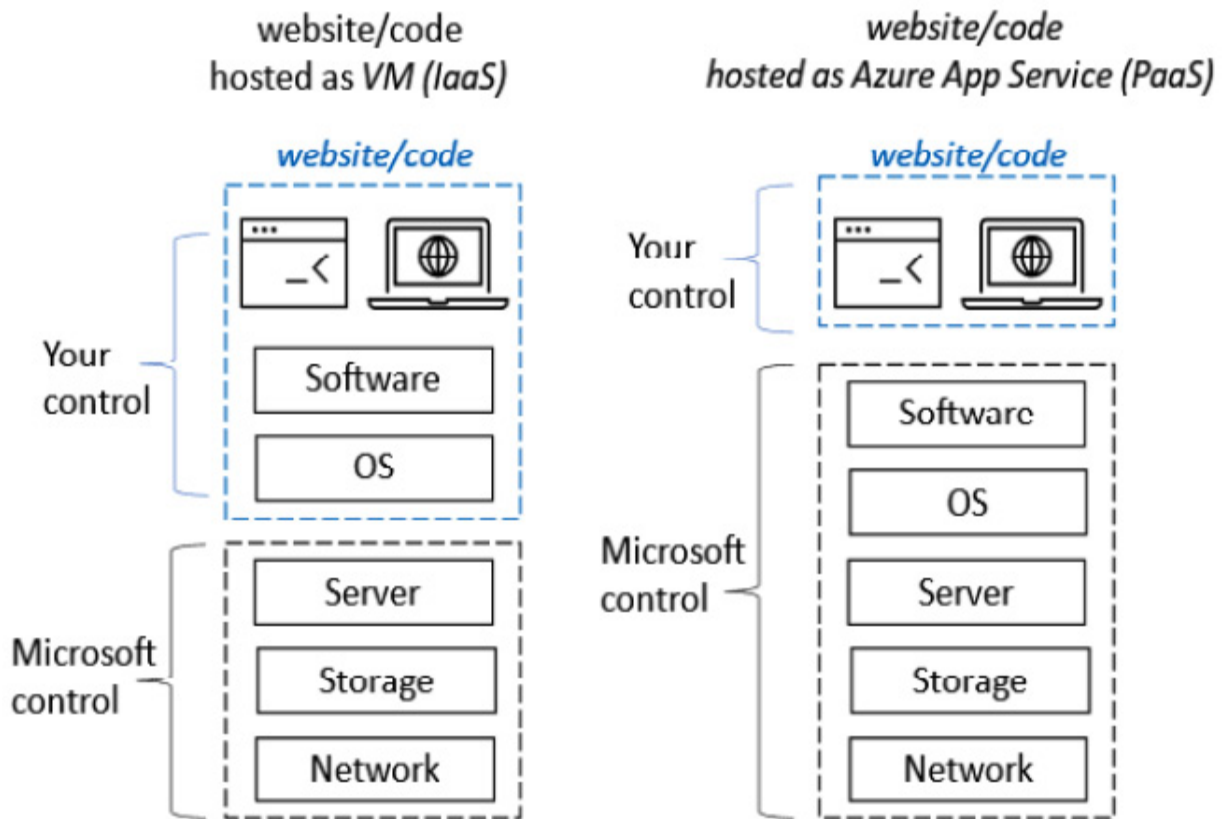 website/code
hosted as VM (IaaS)
website/code
Your
control
Software
OS
Microsoft
control
Server
Storage
Network
website/code
hosted as Azure App Service (PaaS)
website/code
Your
control
Microsoft
control
Software
OS
Server
Storage
Network